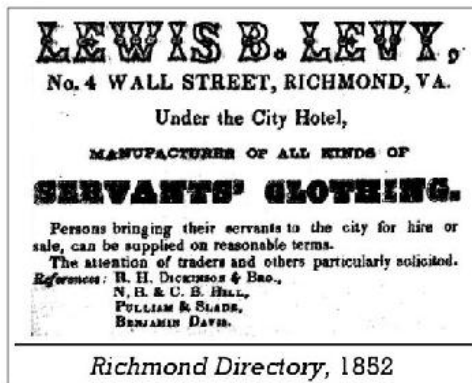 LEWIS B. LEVY,
No. 4 WALL STREET, RICHMOND, VA.
Under the City Hotel,
MANUFACTURER OF ALL KINDS OF
SERVANTS' CLOTHING.
Persons bringing their servants to the city for hire or
sale, can be supplied on reasonable terms.
The attention of traders and others particularly solicited.
References: R. H. DICKINSON & BRO.,
N. B. & C. B. HILL,
PULLIAM & SLADE,
BENJAMIN DAVIS.
Richmond Directory, 1852